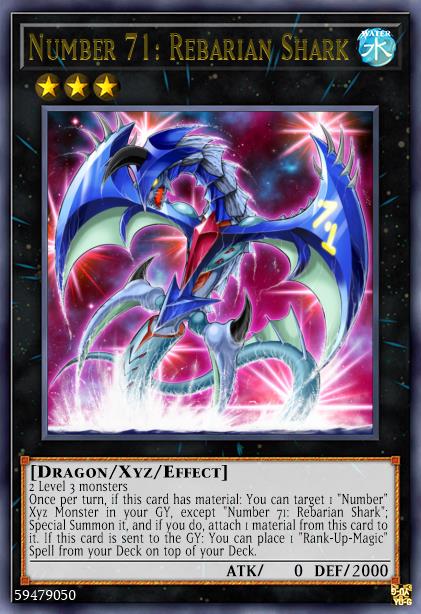 Number 71: Rebarian Shark
WATER
水
71
[Dragon/Xyz/Effect]
2 Level 3 monsters
Once per turn, if this card has material: You can target 1 "Number"
Xyz Monster in your GY, except "Number 71: Rebarian Shark";
Special Summon it, and if you do, attach 1 material from this card to
it. If this card is sent to the GY: You can place 1 "Rank-Up-Magic"
Spell from your Deck on top of your Deck.
ATK/ 0 DEF/2000
59479050